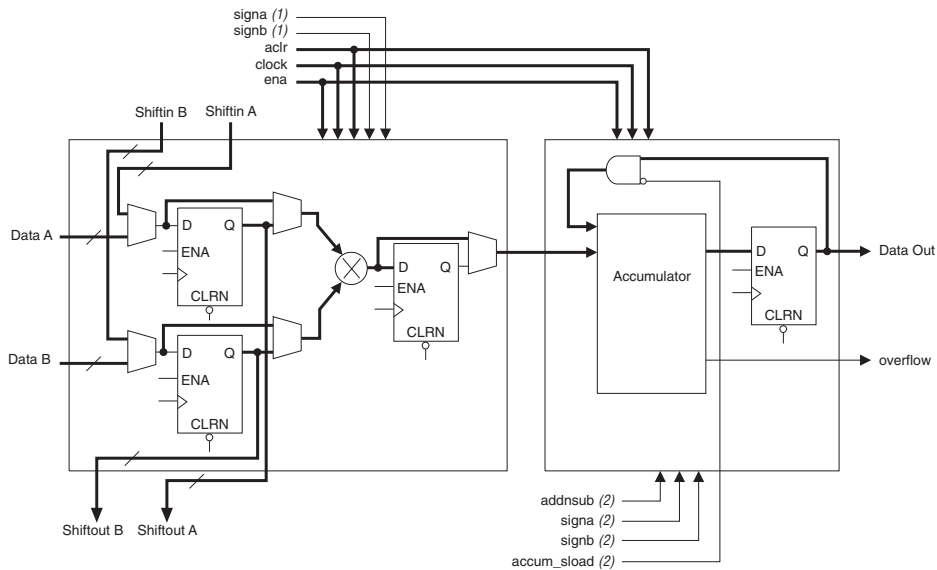 signa (1)
signb (1)
aclr
clock
ena
Shiftin B Shiftin A
Data A
D Q
ENA
CLRN
D Q
ENA
CLRN
Accumulator
D Q
ENA
CLRN
Data Out
Data B
D Q
ENA
CLRN
overflow
Shiftout B Shiftout A
addnsub (2)
signa (2)
signb (2)
accum_sload (2)